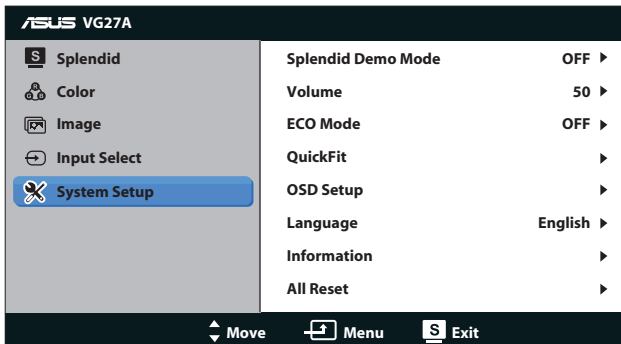 ASUS VG27A
S Splendid
Color
Image
Input Select
System Setup
Splendid Demo Mode OFF
Volume 50
ECO Mode OFF
QuickFit
OSD Setup
Language English
Information
All Reset
Move Menu S Exit